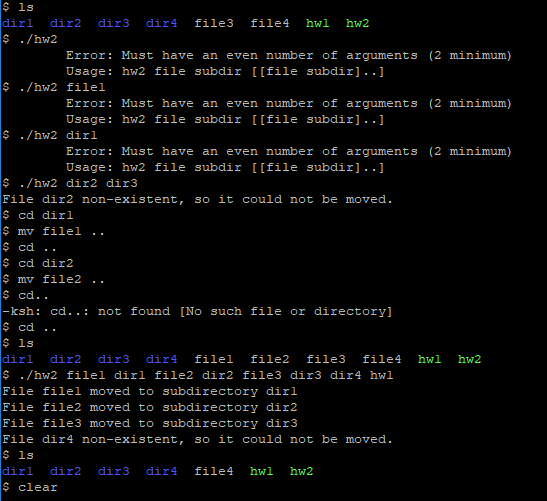 $ ls
dir1  dir2  dir3  dir4  file3  file4  hw1  hw2
$ ./hw2
        Error: Must have an even number of arguments (2 minimum)
        Usage: hw2 file subdir [[file subdir]..]
$ ./hw2 file1
        Error: Must have an even number of arguments (2 minimum)
        Usage: hw2 file subdir [[file subdir]..]
$ ./hw2 dir1
        Error: Must have an even number of arguments (2 minimum)
        Usage: hw2 file subdir [[file subdir]..]
$ ./hw2 dir2 dir3
File dir2 non-existent, so it could not be moved.
$ cd dir1
$ mv file1 ..
$ cd ..
$ cd dir2
$ mv file2 ..
$ cd..
-ksh: cd..: not found [No such file or directory]
$ cd ..
$ ls
dir1  dir2  dir3  dir4  file1  file2  file3  file4  hw1  hw2
$ ./hw2 file1 dir1 file2 dir2 file3 dir3 dir4 hw1
File file1 moved to subdirectory dir1
File file2 moved to subdirectory dir2
File file3 moved to subdirectory dir3
File dir4 non-existent, so it could not be moved.
$ ls
dir1  dir2  dir3  dir4  file4  hw1  hw2
$ clear